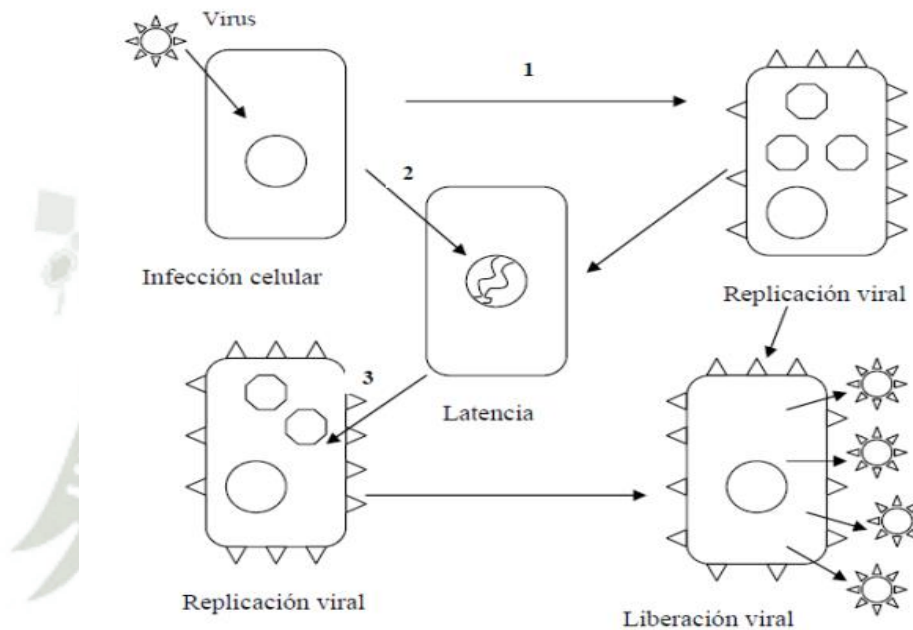 Virus
1
2
Infección celular
Replicación viral
3
Latencia
Replicación viral
Liberación viral